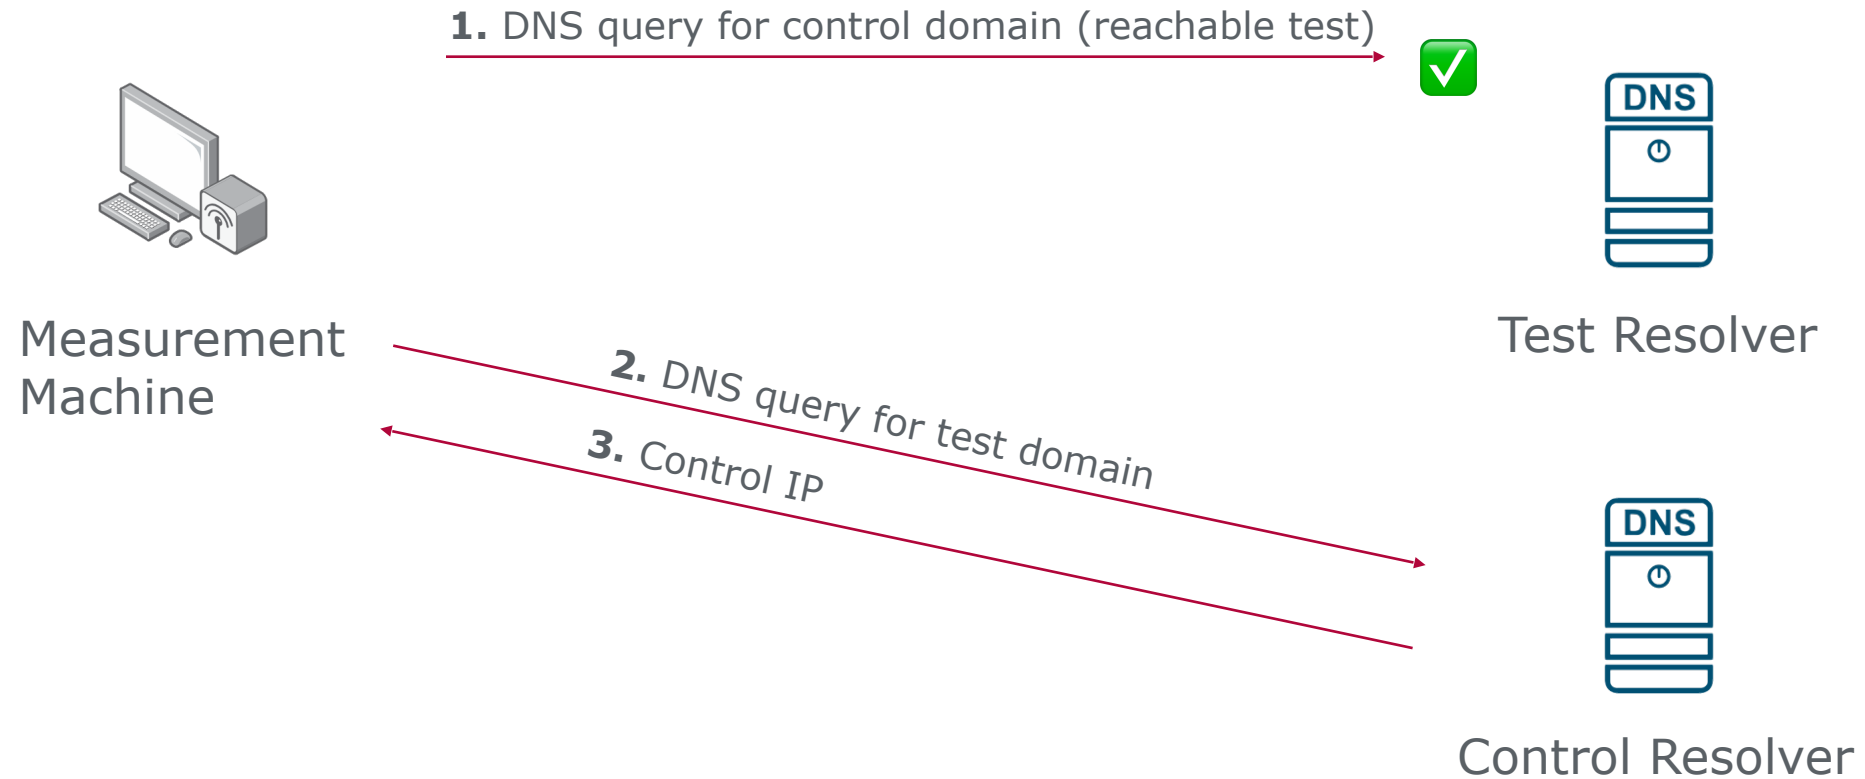 1. DNS query for control domain (reachable test)
DNS
Measurement
Machine
Test Resolver
2. DNS query for test domain
3. Control IP
DNS
Control Resolver